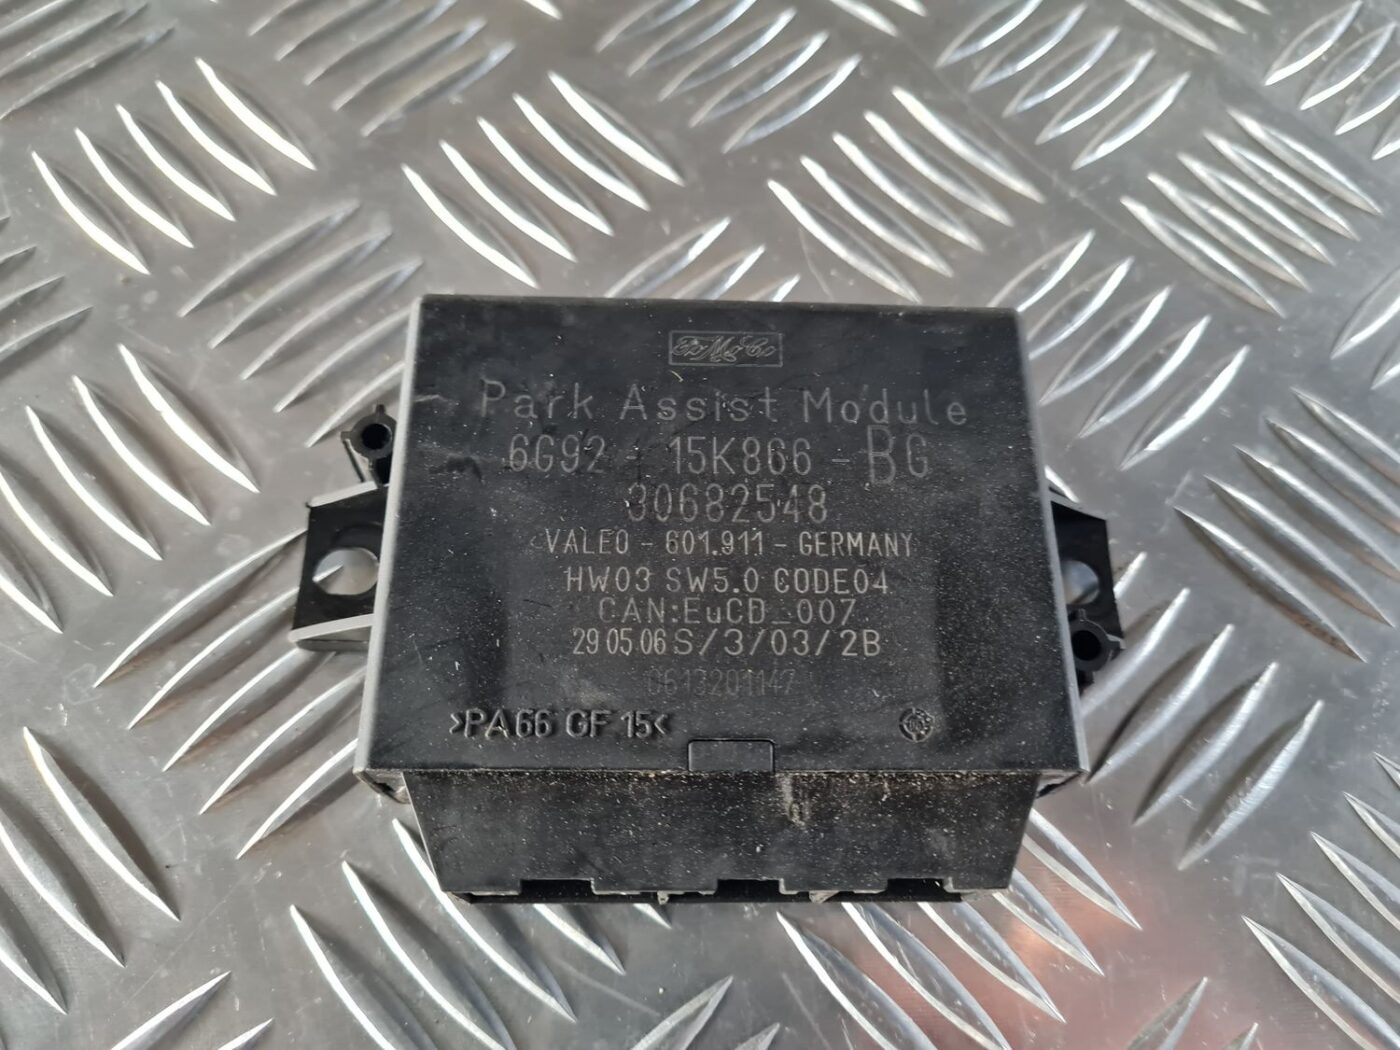 FoMoCo
Park Assist Module
6G92 - 15K866 - BG
30682548
VALEO - 601.911 - GERMANY
HW03 SW5.0 CODE04
CAN:EuCD_007
29 05 06 S/3/03/2B
0613201147
>PA66 GF 15<